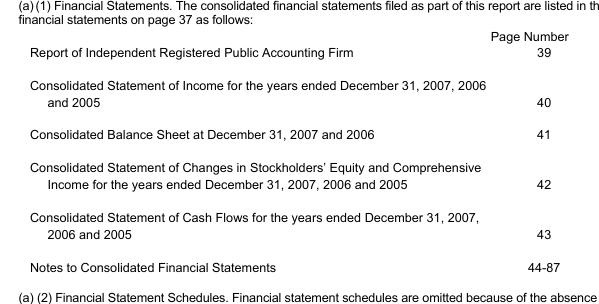 (a)(1) Financial Statements. The consolidated financial statements filed as part of this report are listed in th
financial statements on page 37 as follows:
Page Number
Report of Independent Registered Public Accounting Firm 39
Consolidated Statement of Income for the years ended December 31, 2007, 2006
and 2005 40
Consolidated Balance Sheet at December 31, 2007 and 2006 41
Consolidated Statement of Changes in Stockholders' Equity and Comprehensive
Income for the years ended December 31, 2007, 2006 and 2005 42
Consolidated Statement of Cash Flows for the years ended December 31, 2007,
2006 and 2005 43
Notes to Consolidated Financial Statements 44-87
(a) (2) Financial Statement Schedules. Financial statement schedules are omitted because of the absence